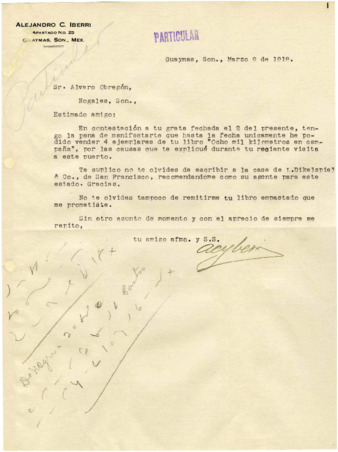 ALEJANDRO C. IBERRI
APARTADO NO. 25
GUAYMAS, SON., MEX.
PARTICULAR
Particular
Guaymas, Son., Marzo 6 de 1918.
Sr. Alvaro Obregón,
Nogales, Son.,
Estimado amigo:
En contestación a tu grata fechada el 2 del presente, ten-
go la pena de manifestarte que hasta la fecha unicamente he po-
dido vender 4 ejemplares de tu libro "Ocho mil kilometros en cam-
paña", por las causas que te expliqué durante tu reciente visita
a este puerto.
Te suplico no te olvides de escribir a la casa de L.Dikelspiel
& Co., de San Francisco, recomendandome como su agente para este
estado. Gracias.
No te olvides tampoco de remitirme tu libro empastado que
me prometiste.
Sin otro asunto de momento y con el aprecio de siempre me
repito,
tu amigo afmo. y S.S.